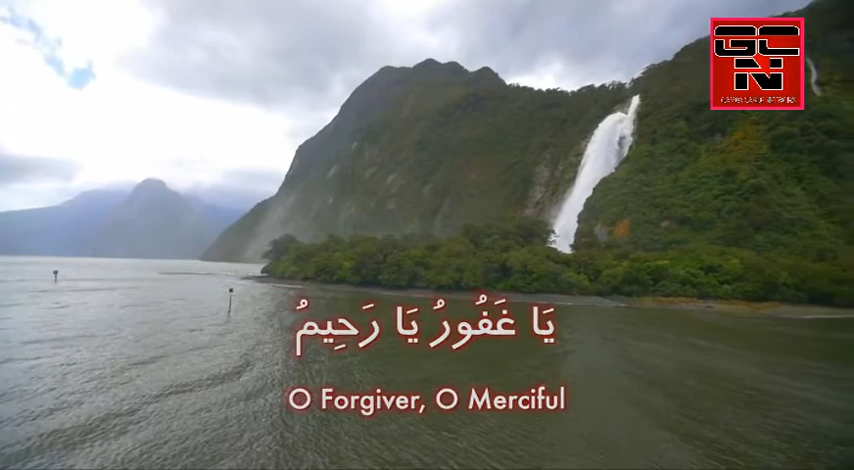 GCN
يَا غَفُورُ يَا رَحِيمُ
O Forgiver, O Merciful